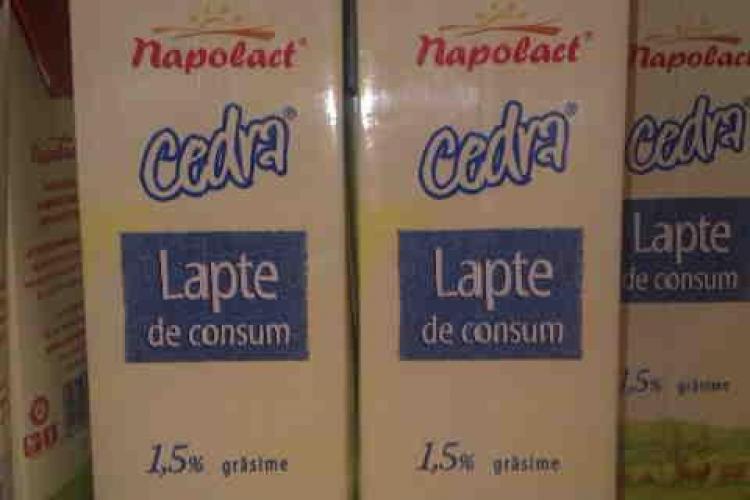 Napolact
cedra®
Lapte
de consum
1,5% grăsime
Napolact®
cedra®
Lapte
de consum
1,5% grăsime
Napolact
cedra
Lapte
de consum
1,5% grăsime